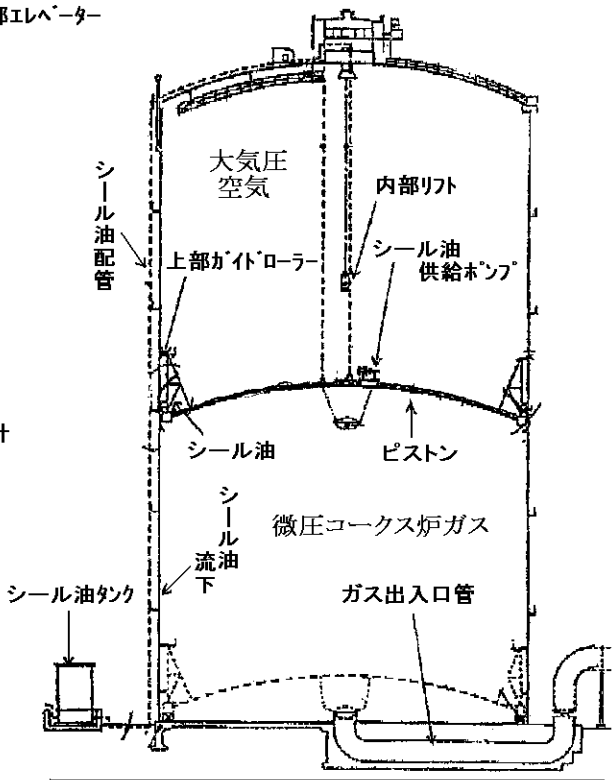 部エレベーター
大気圧
空気
内部リフト
シール油配管
シール油
供給ポンプ
上部ガイドローラー
計
シール油
ピストン
シール油
流下
微圧コークス炉ガス
シール油タンク
ガス出入口管